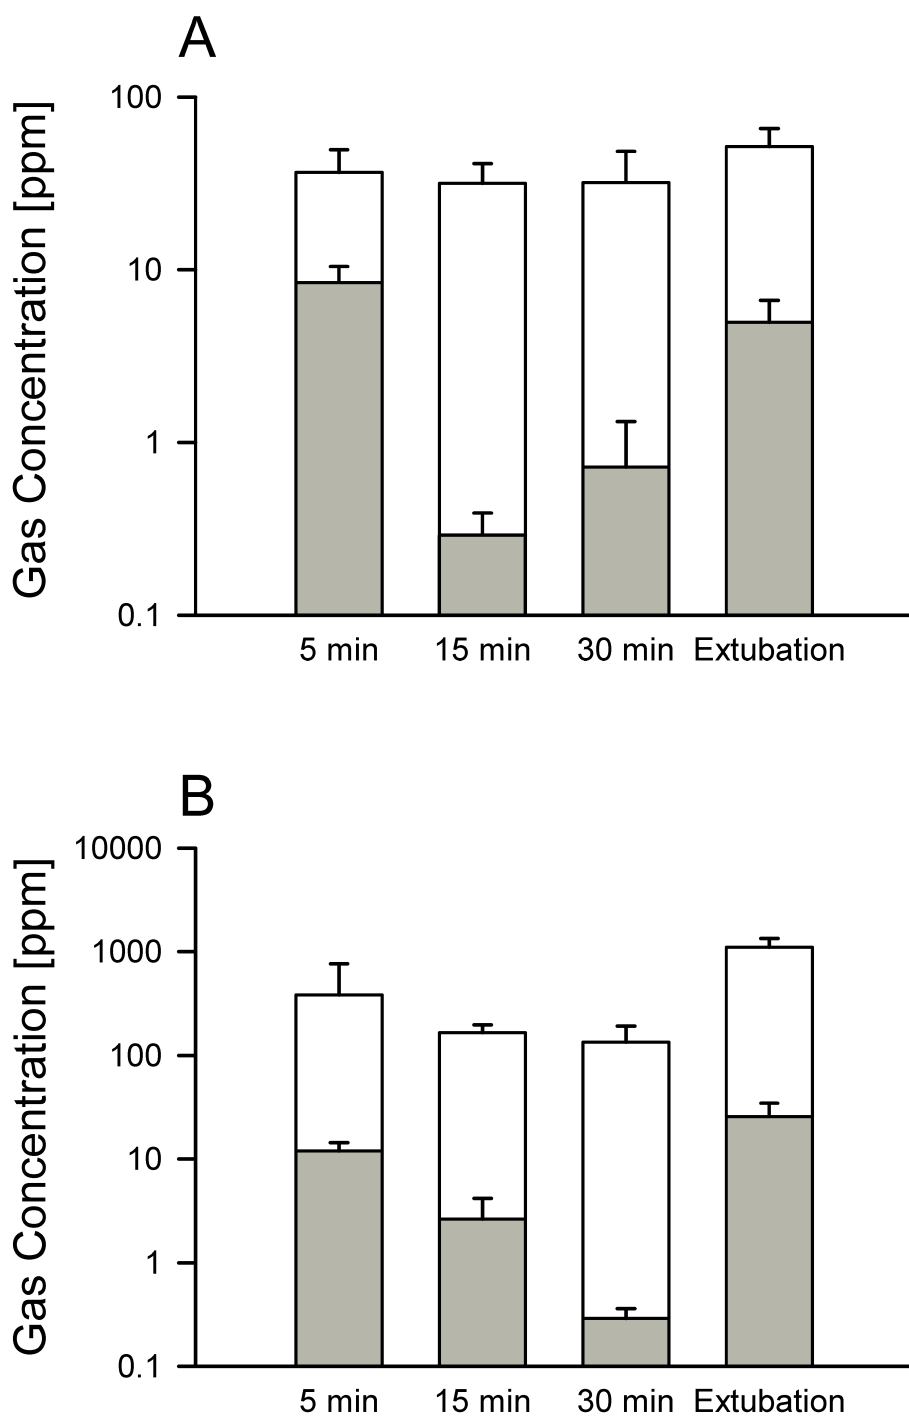 A
Gas Concentration [ppm]
100
10
1
0.1
5 min 15 min 30 min Extubation
B
Gas Concentration [ppm]
10000
1000
100
10
1
0.1
5 min 15 min 30 min Extubation